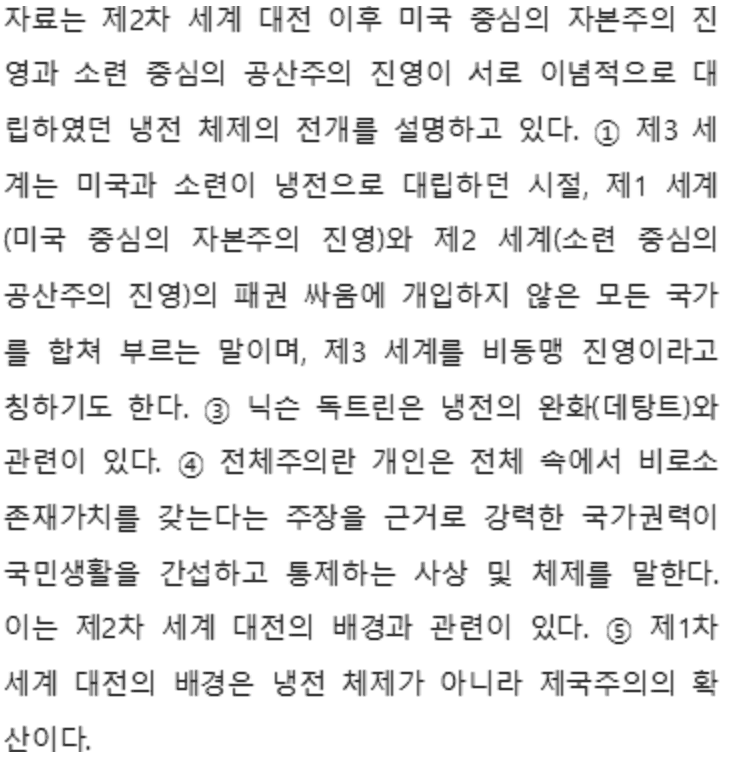 자료는 제2차 세계 대전 이후 미국 중심의 자본주의 진
영과 소련 중심의 공산주의 진영이 서로 이념적으로 대
립하였던 냉전 체제의 전개를 설명하고 있다. ① 제3 세
계는 미국과 소련이 냉전으로 대립하던 시절, 제1 세계
(미국 중심의 자본주의 진영)와 제2 세계(소련 중심의
공산주의 진영)의 패권 싸움에 개입하지 않은 모든 국가
를 합쳐 부르는 말이며, 제3 세계를 비동맹 진영이라고
칭하기도 한다. ③ 닉슨 독트린은 냉전의 완화(데탕트)와
관련이 있다. ④ 전체주의란 개인은 전체 속에서 비로소
존재가치를 갖는다는 주장을 근거로 강력한 국가권력이
국민생활을 간섭하고 통제하는 사상 및 체제를 말한다.
이는 제2차 세계 대전의 배경과 관련이 있다. ⑤ 제1차
세계 대전의 배경은 냉전 체제가 아니라 제국주의의 확
산이다.